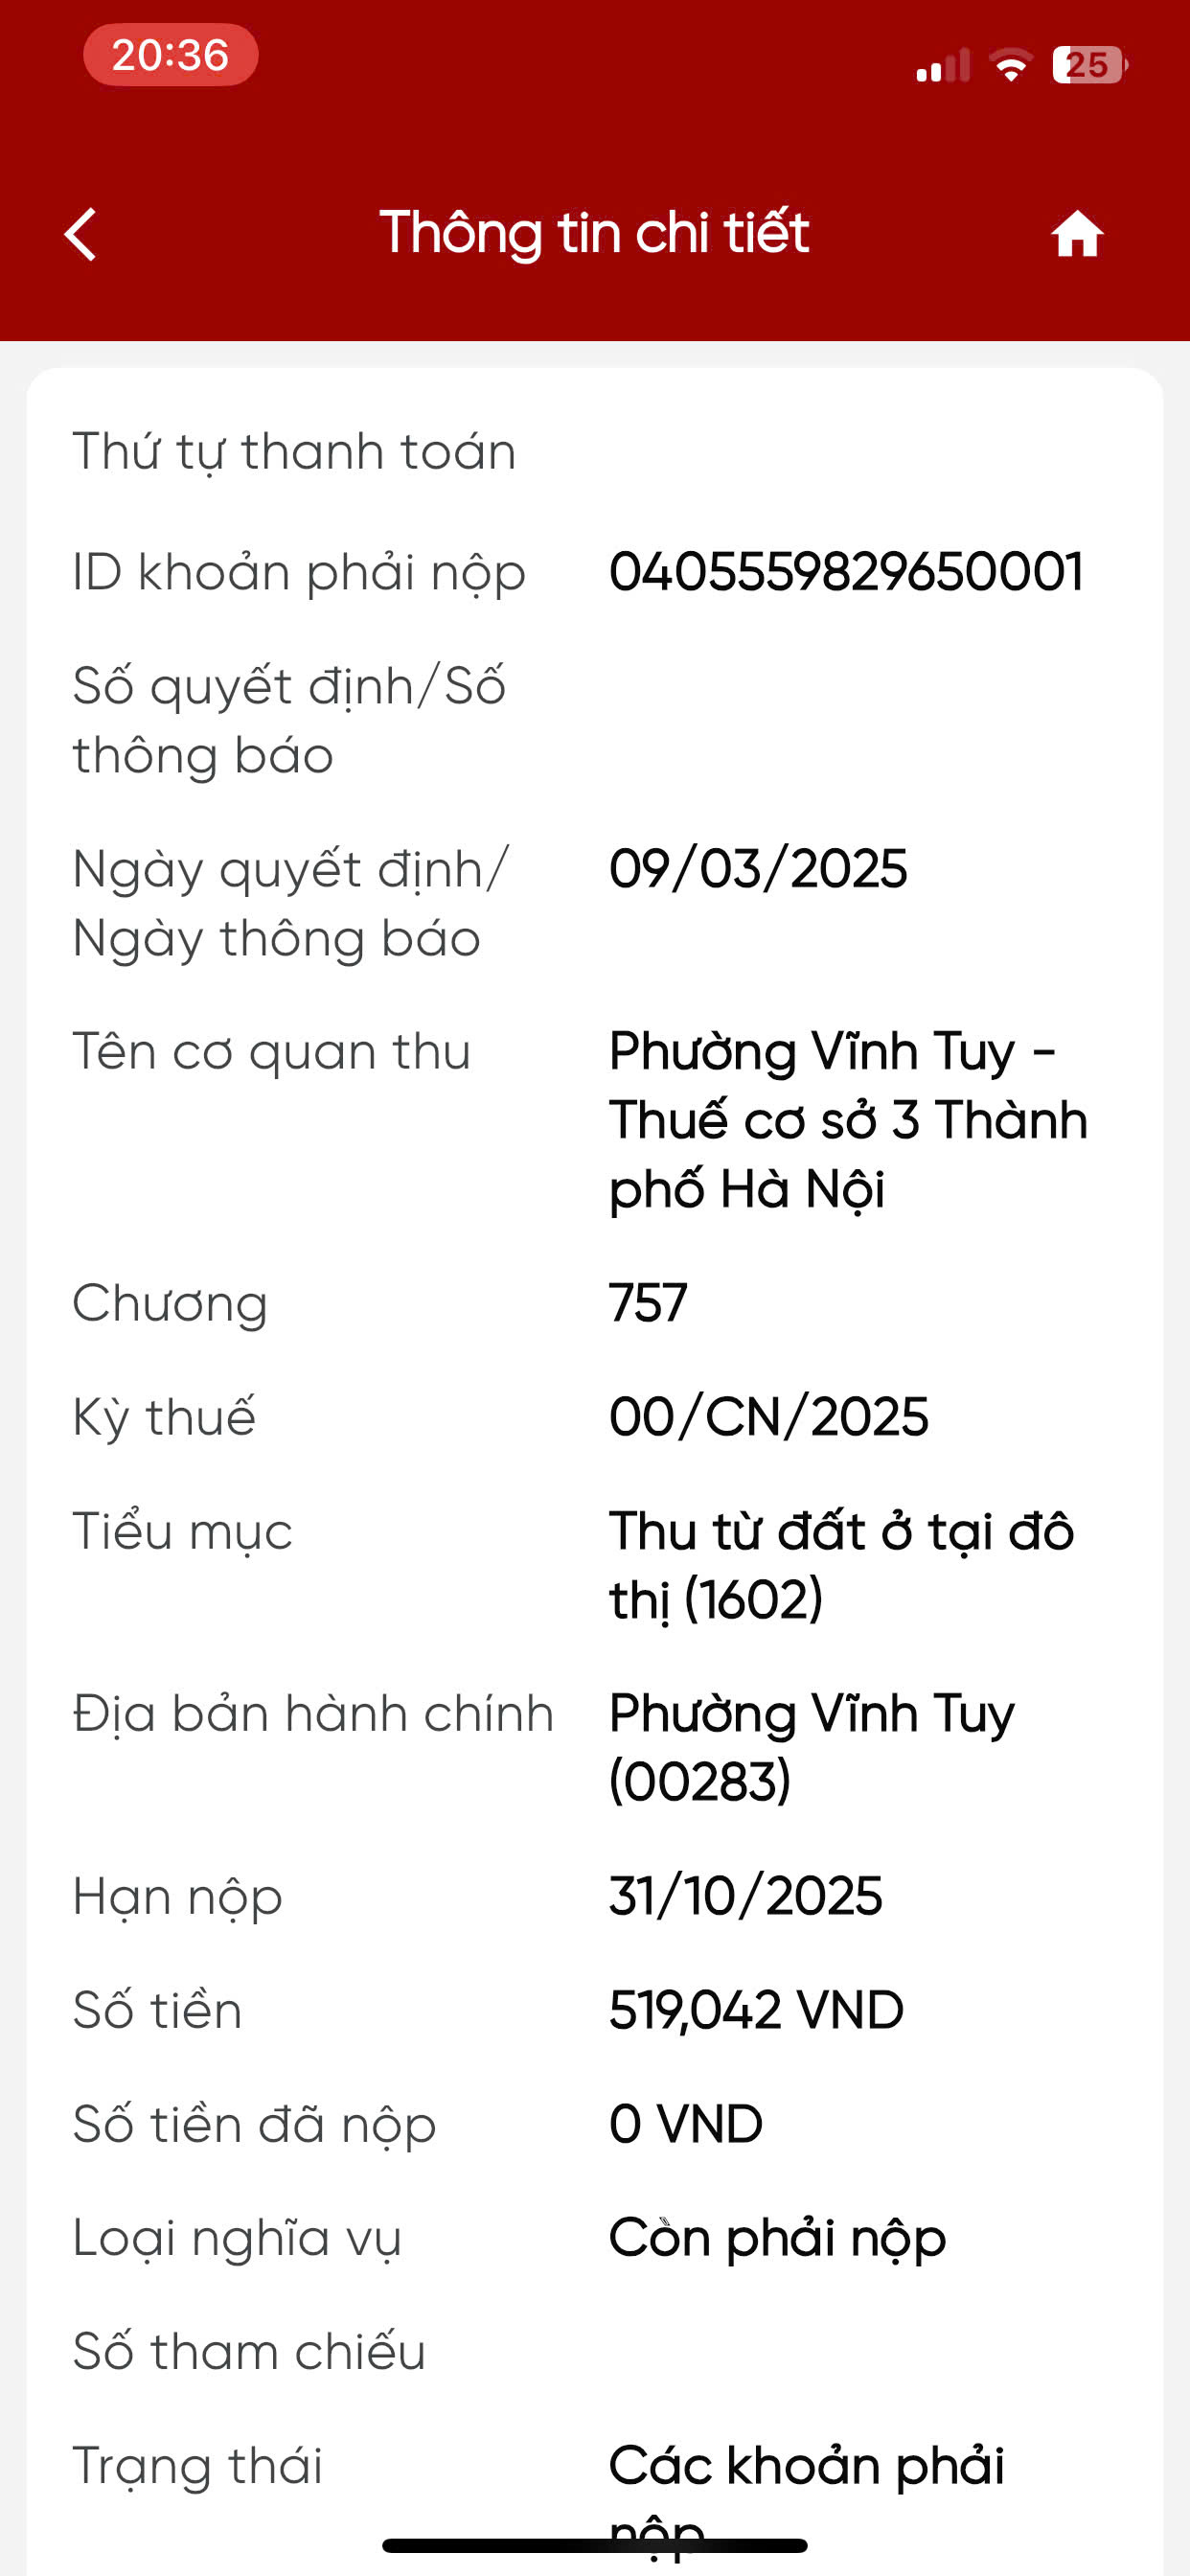 20:36
25
Thông tin chi tiết
Thứ tự thanh toán
ID khoản phải nộp 0405559829650001
Số quyết định/Số
thông báo
Ngày quyết định/ 09/03/2025
Ngày thông báo
Tên cơ quan thu Phường Vĩnh Tuy -
Thuế cơ sở 3 Thành
phố Hà Nội
Chương 757
Kỳ thuế 00/CN/2025
Tiểu mục Thu từ đất ở tại đô
thị (1602)
Địa bản hành chính Phường Vĩnh Tuy
(00283)
Hạn nộp 31/10/2025
Số tiền 519,042 VND
Số tiền đã nộp 0 VND
Loại nghĩa vụ Còn phải nộp
Số tham chiếu
Trạng thái Các khoản phải
nộp